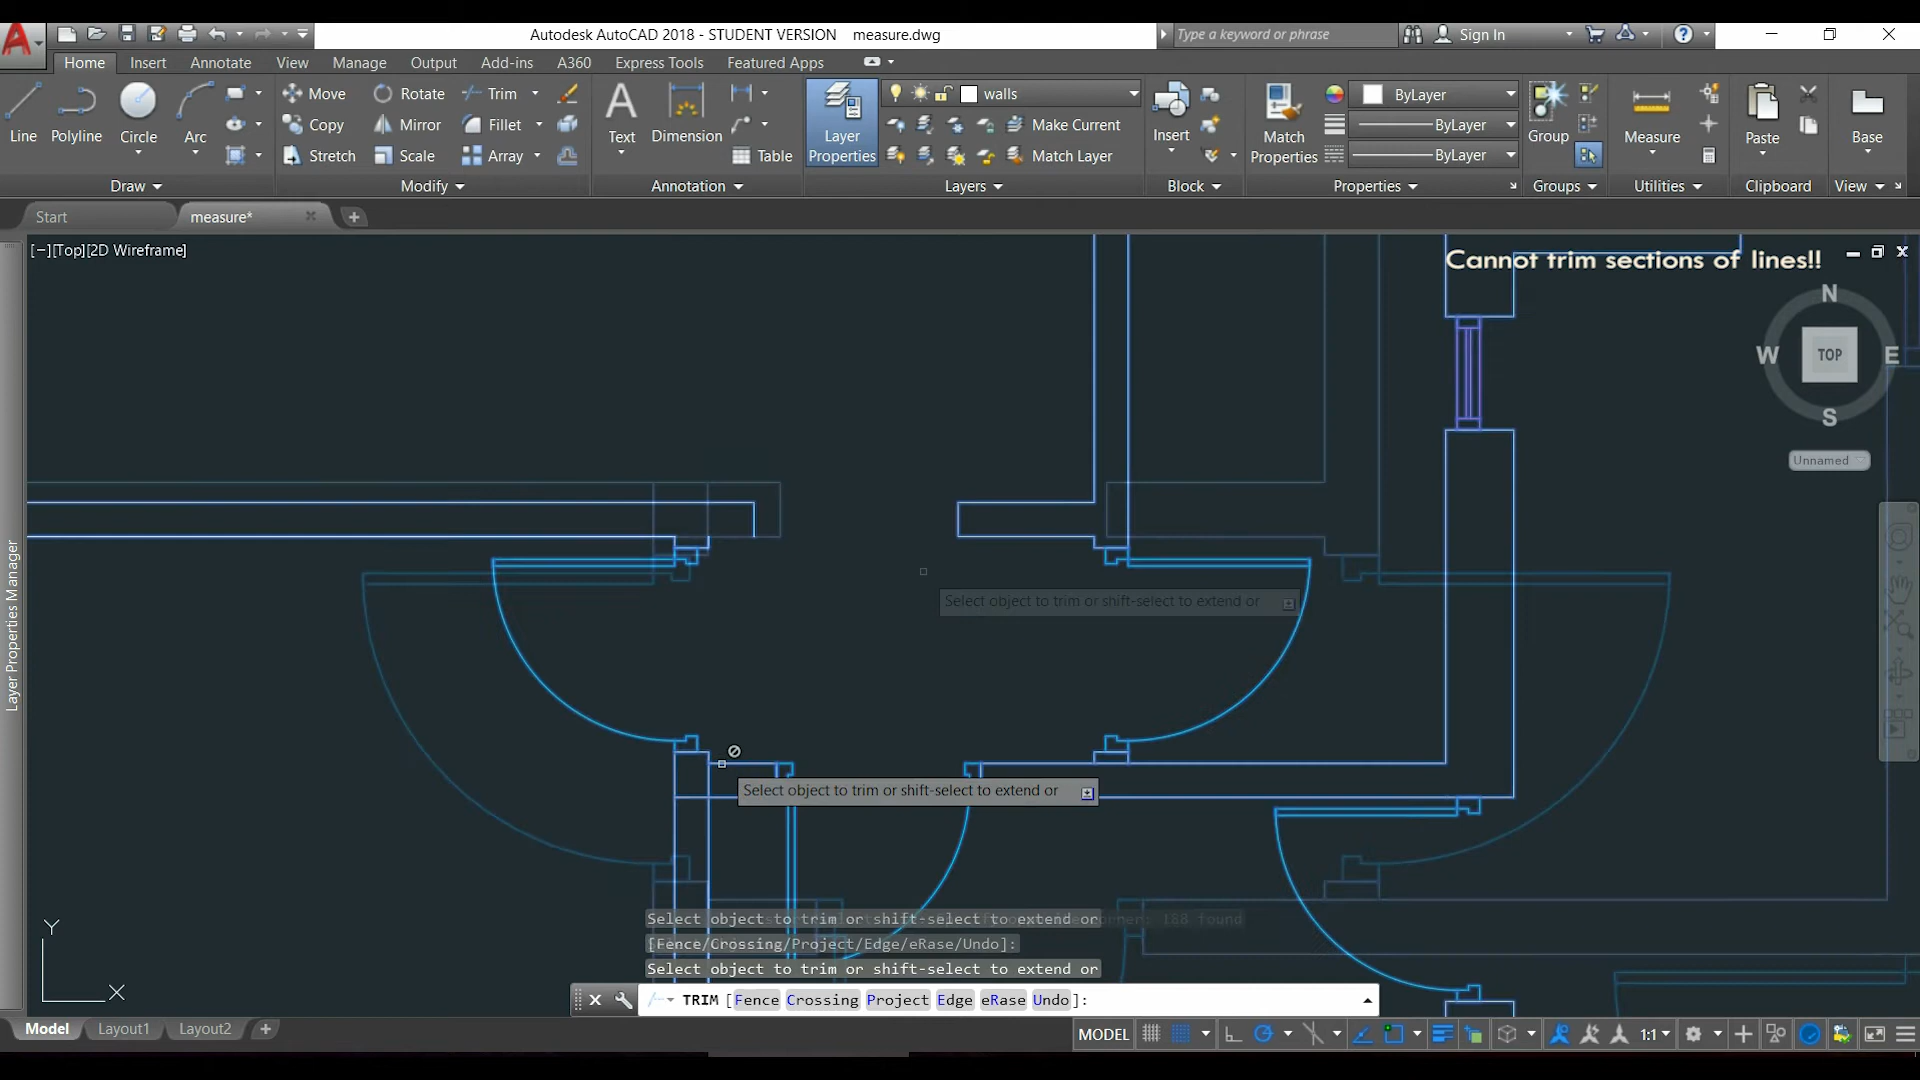 Autodesk AutoCAD 2018 - STUDENT VERSION measure.dwg
Type a keyword or phrase
Sign In
Home Insert Annotate View Manage Output Add-ins A360 Express Tools Featured Apps
Line Polyline Circle Arc
Move Rotate Trim
Copy Mirror Fillet
Stretch Scale Array
Text Dimension Table
Layer Properties
walls
Make Current
Match Layer
Insert
Match Properties
ByLayer
ByLayer
ByLayer
Group Measure Paste Base
Draw Modify Annotation Layers Block Properties Groups Utilities Clipboard View
Start measure*
[−][Top][2D Wireframe]
Cannot trim sections of lines!!
N
W TOP E
S
Unnamed
Layer Properties Manager
Select object to trim or shift-select to extend or
Select object to trim or shift-select to extend or
Select object to trim or shift-select to extend or
[Fence/Crossing/Project/Edge/eRase/Undo]:
Select object to trim or shift-select to extend or
TRIM [Fence Crossing Project Edge eRase Undo]:
Y
X
Model Layout1 Layout2
MODEL 1:1